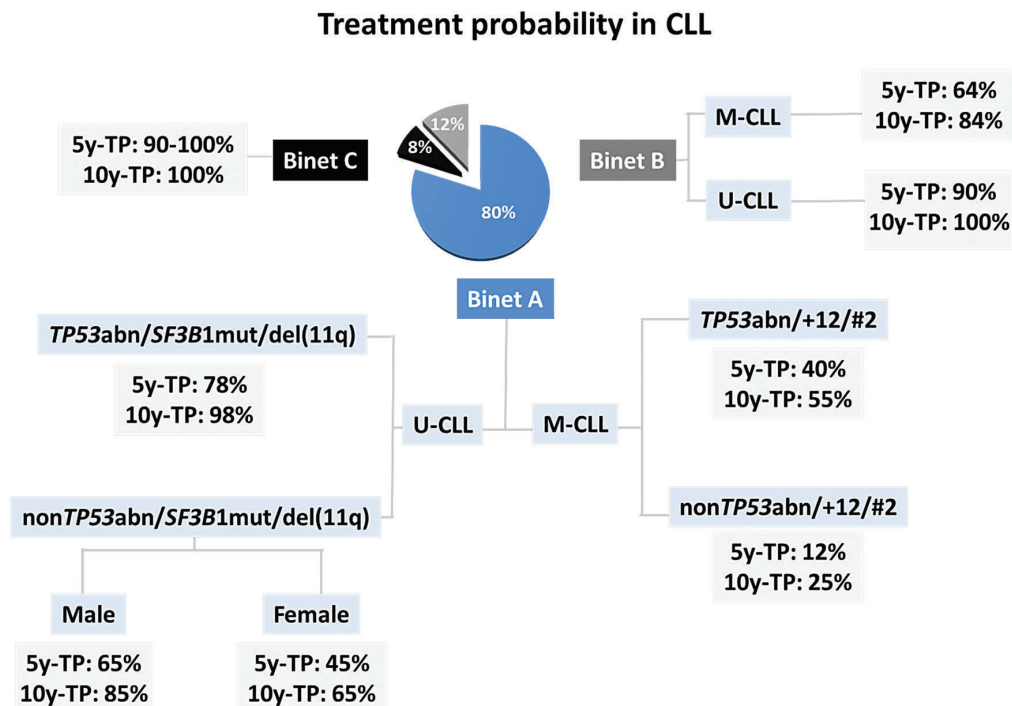 Treatment probability in CLL
5y-TP: 90-100%
10y-TP: 100%
Binet C
12%
8%
80%
Binet B
M-CLL
5y-TP: 64%
10y-TP: 84%
U-CLL
5y-TP: 90%
10y-TP: 100%
Binet A
TP53abn/SF3B1mut/del(11q)
5y-TP: 78%
10y-TP: 98%
U-CLL
M-CLL
TP53abn/+12/#2
5y-TP: 40%
10y-TP: 55%
nonTP53abn/SF3B1mut/del(11q)
Male
5y-TP: 65%
10y-TP: 85%
Female
5y-TP: 45%
10y-TP: 65%
nonTP53abn/+12/#2
5y-TP: 12%
10y-TP: 25%